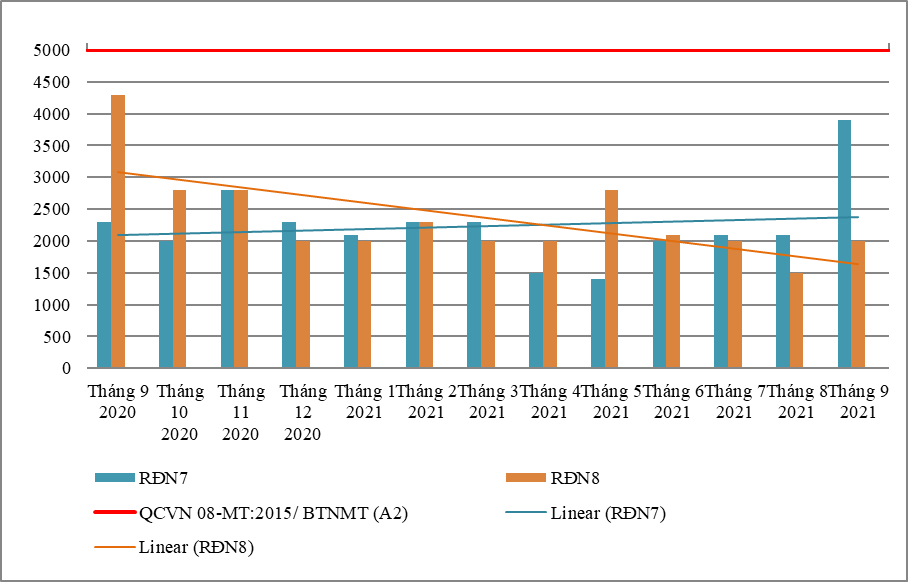 5000
4500
4000
3500
3000
2500
2000
1500
1000
500
0
Tháng 9 2020
Tháng 10 2020
Tháng 11 2020
Tháng 12 2020
Tháng 1 2021
Tháng 2 2021
Tháng 3 2021
Tháng 4 2021
Tháng 5 2021
Tháng 6 2021
Tháng 7 2021
Tháng 8 2021
Tháng 9 2021
RĐN7
RĐN8
QCVN 08-MT:2015/ BTNMT (A2)
Linear (RĐN7)
Linear (RĐN8)